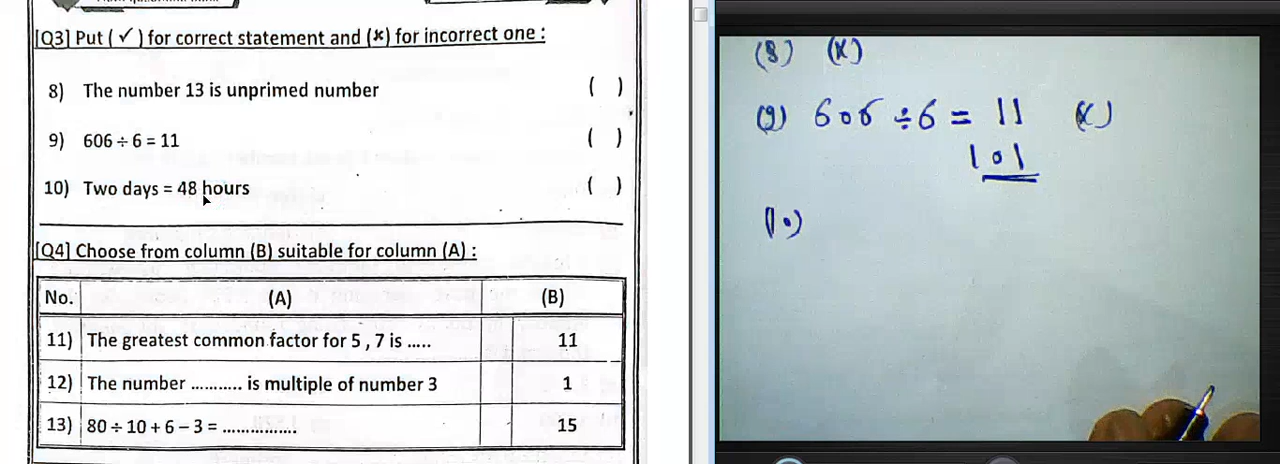 [Q3] Put ( ✓ ) for correct statement and (×) for incorrect one :
8) The number 13 is unprimed number ( )
9) 606 ÷ 6 = 11 ( )
10) Two days = 48 hours ( )
[Q4] Choose from column (B) suitable for column (A) :
No. (A) (B)
11) The greatest common factor for 5 , 7 is ..... 11
12) The number ........... is multiple of number 3 1
13) 80 ÷ 10 + 6 – 3 = ................ 15
(8) (×)
(9) 606 ÷ 6 = 11 (×)
101
(10)